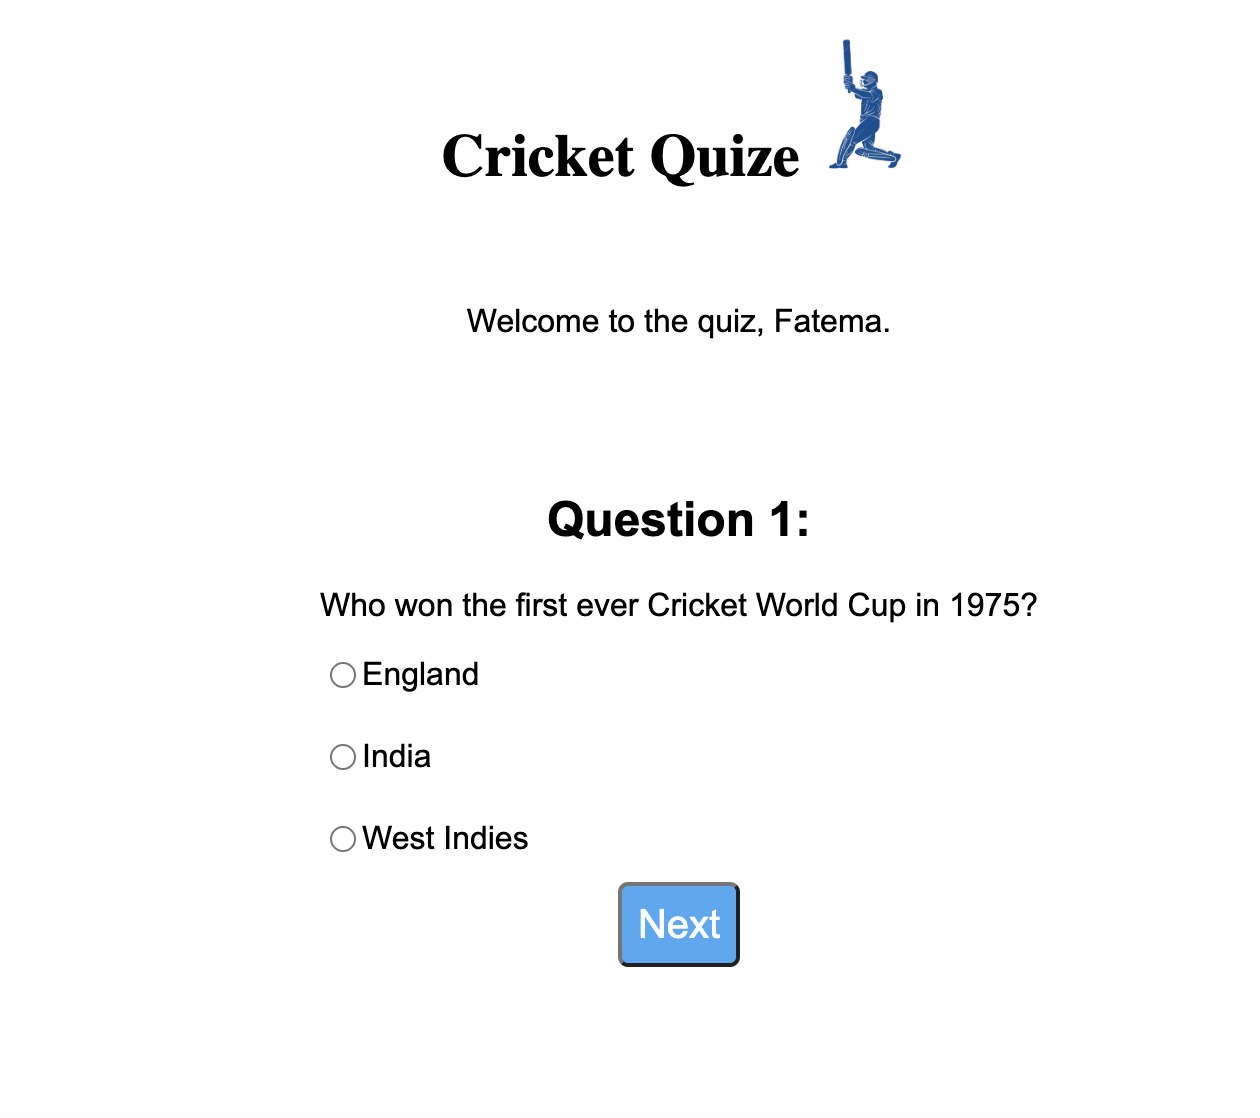 Cricket Quize
Welcome to the quiz, Fatema.
Question 1:
Who won the first ever Cricket World Cup in 1975?
England
India
West Indies
Next